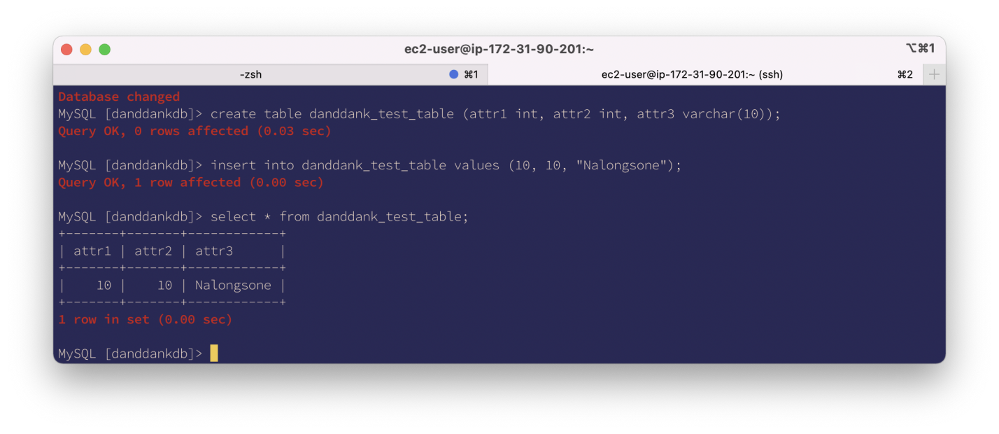 ec2-user@ip-172-31-90-201:~ ⌥⌘1
-zsh ⌘1 ec2-user@ip-172-31-90-201:~ (ssh) ⌘2 +
Database changed
MySQL [danddankdb]> create table danddank_test_table (attr1 int, attr2 int, attr3 varchar(10));
Query OK, 0 rows affected (0.03 sec)
MySQL [danddankdb]> insert into danddank_test_table values (10, 10, "Nalongsone");
Query OK, 1 row affected (0.00 sec)
MySQL [danddankdb]> select * from danddank_test_table;
+-------+-------+------------+
| attr1 | attr2 | attr3      |
+-------+-------+------------+
|    10 |    10 | Nalongsone |
+-------+-------+------------+
1 row in set (0.00 sec)
MySQL [danddankdb]>